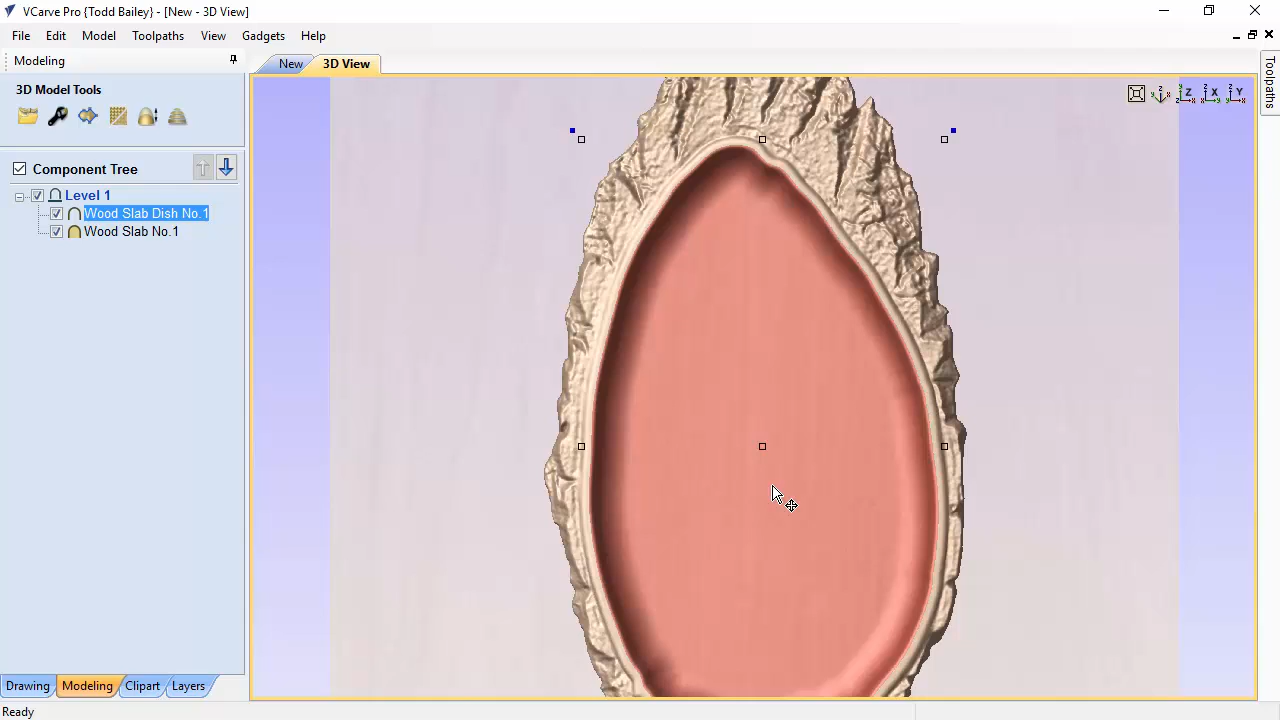 VCarve Pro {Todd Bailey} - [New - 3D View]
File Edit Model Toolpaths View Gadgets Help
Modeling
New 3D View
Toolpaths
3D Model Tools
Z X Y
Component Tree
Level 1
Wood Slab Dish No.1
Wood Slab No.1
Drawing Modeling Clipart Layers
Ready